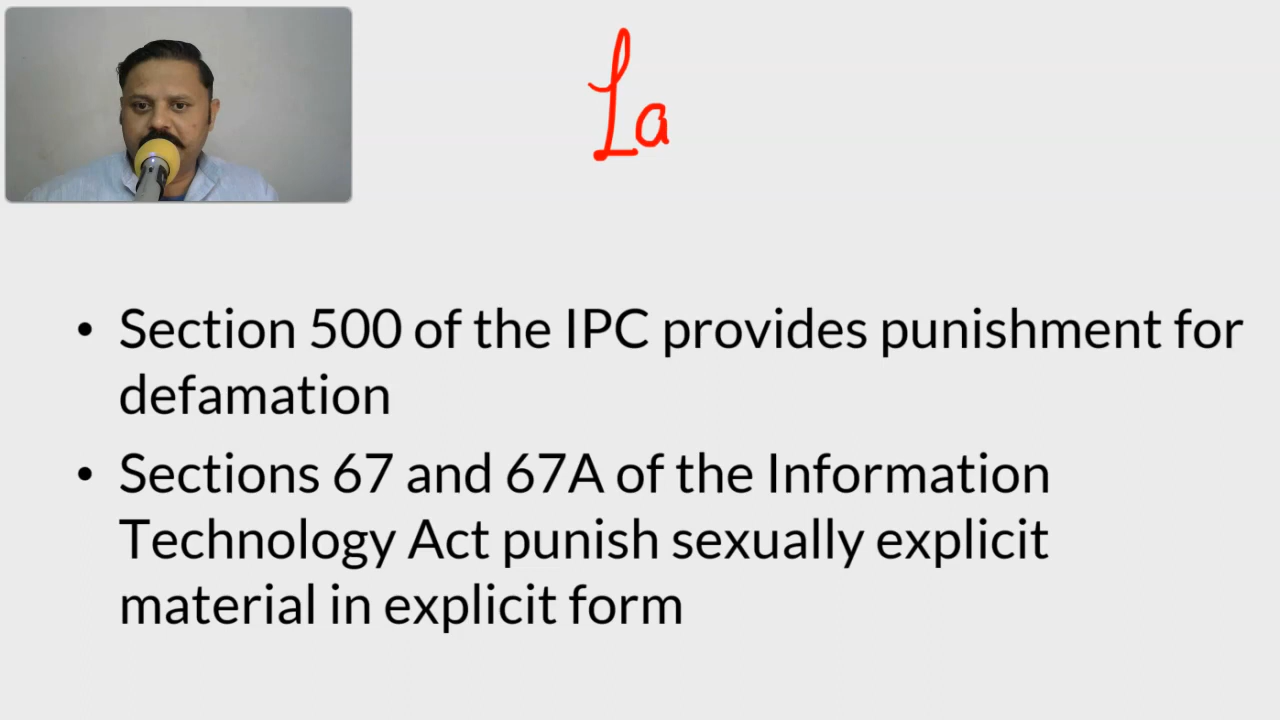 La
• Section 500 of the IPC provides punishment for
defamation
• Sections 67 and 67A of the Information
Technology Act punish sexually explicit
material in explicit form